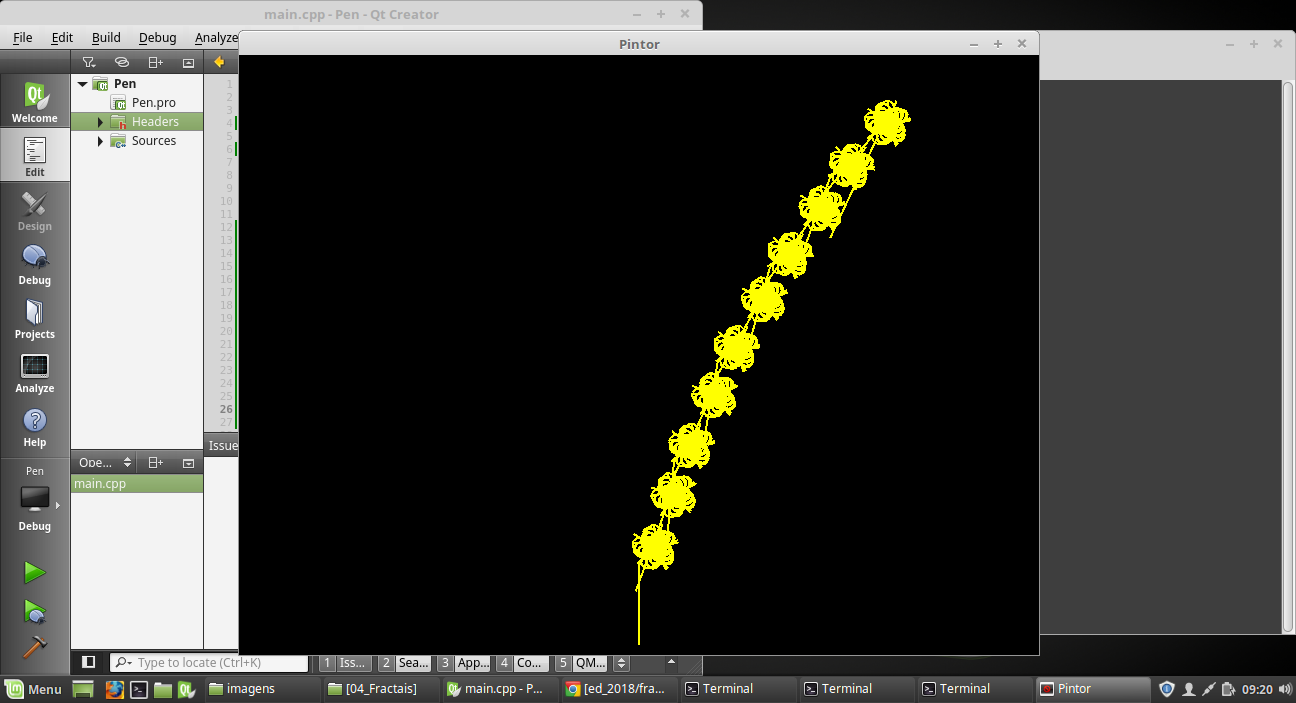 main.cpp - Pen - Qt Creator
File Edit Build Debug Analyze
Pintor
Welcome
Edit
Design
Debug
Projects
Analyze
Help
Pen
Debug
Pen
Pen.pro
Headers
Sources
1
2
3
4
5
6
7
8
9
10
11
12
13
14
15
16
17
18
19
20
21
22
23
24
25
26
27
Issue
Ope...
main.cpp
Type to locate (Ctrl+K)
1 Iss... 2 Sea... 3 App... 4 Co... 5 QM...
Menu imagens [04_Fractais] main.cpp - P... [ed_2018/fra... Terminal Terminal Terminal Pintor 09:20